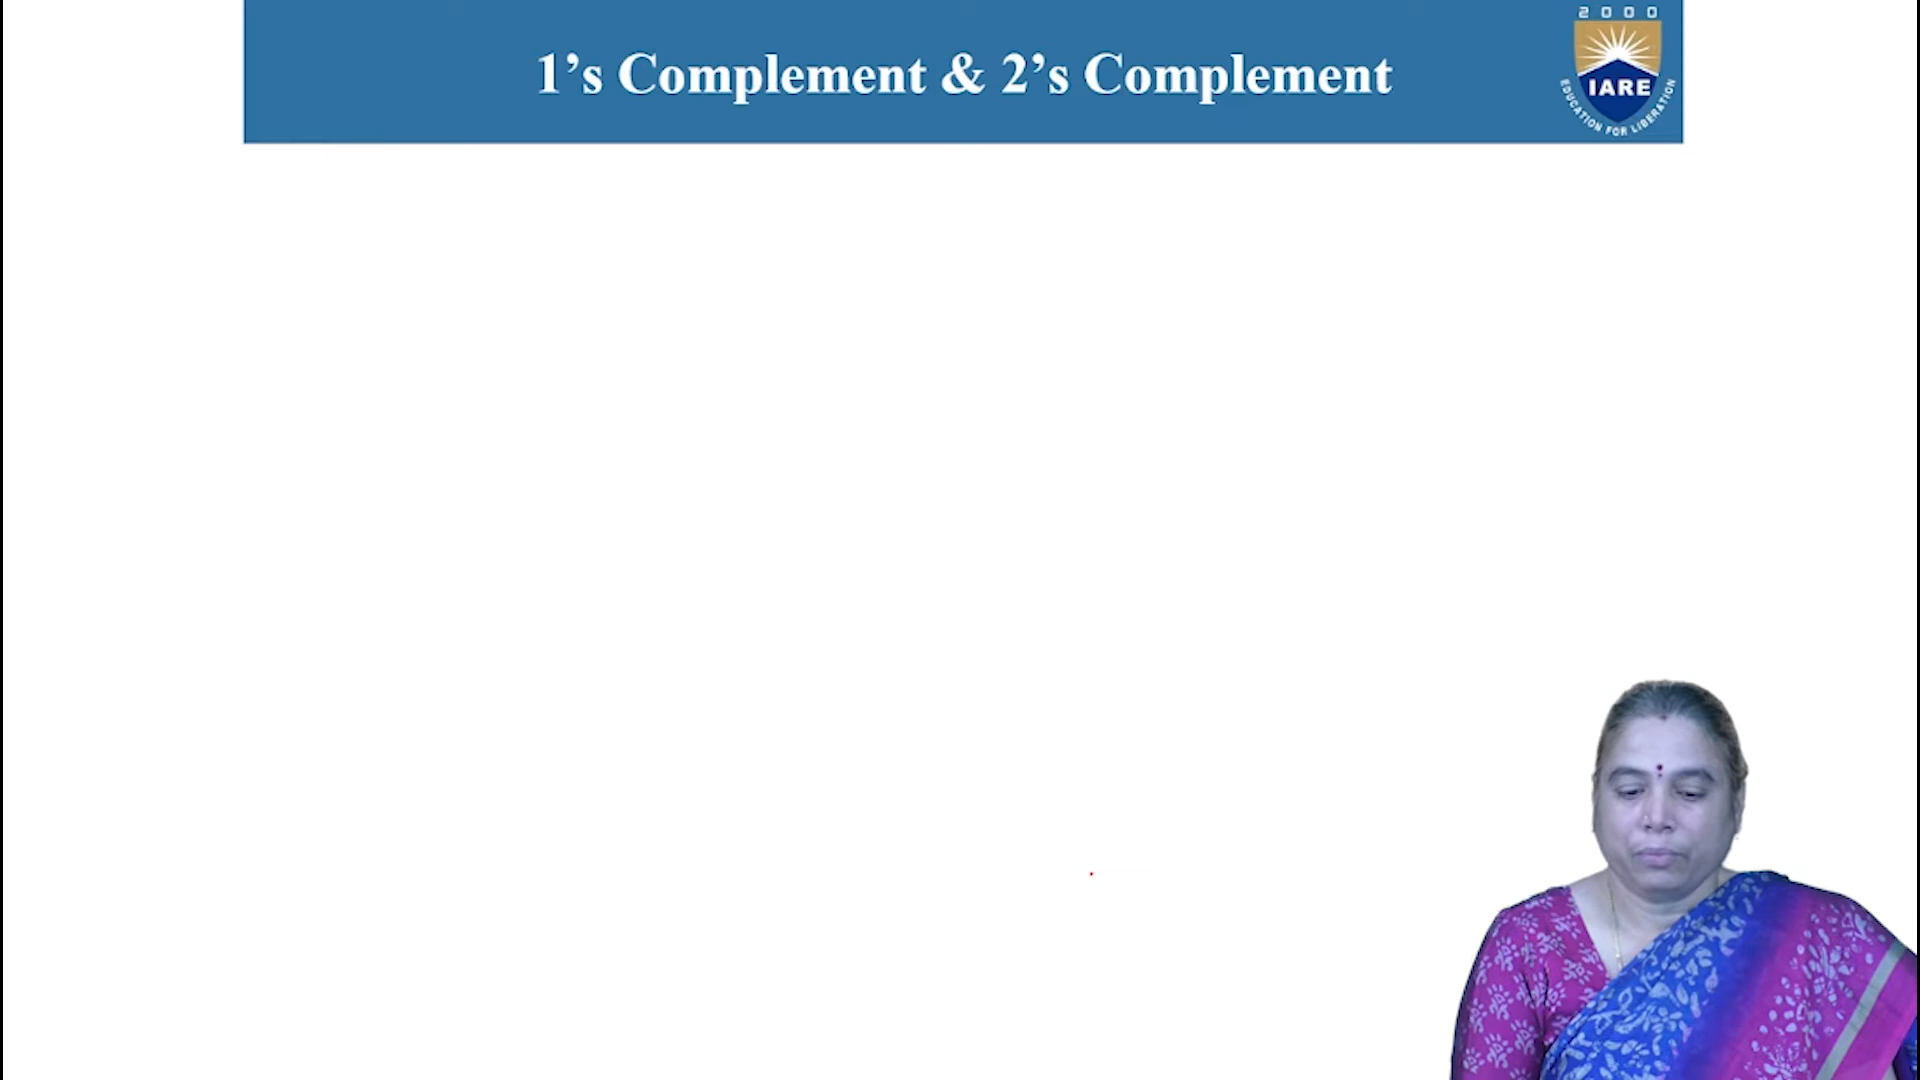 1’s Complement & 2’s Complement
2000
IARE
EDUCATION FOR LIBERATION